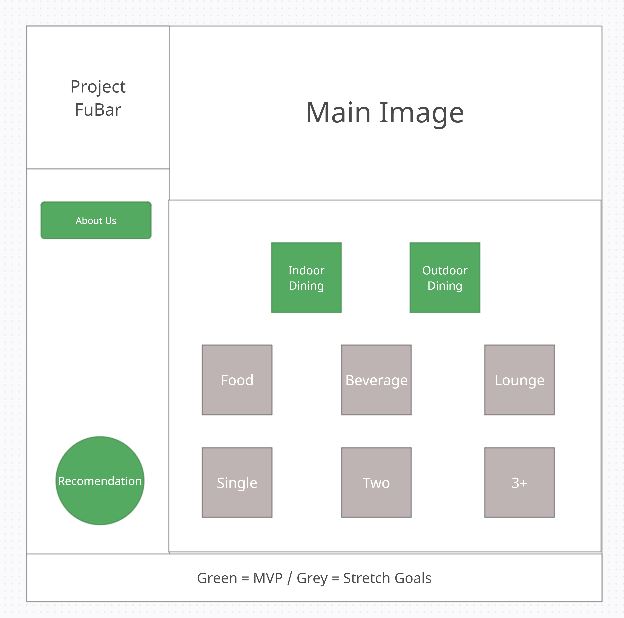 Project
FuBar
Main Image
About Us
Indoor
Dining
Outdoor
Dining
Food
Beverage
Lounge
Recomendation
Single
Two
3+
Green = MVP / Grey = Stretch Goals